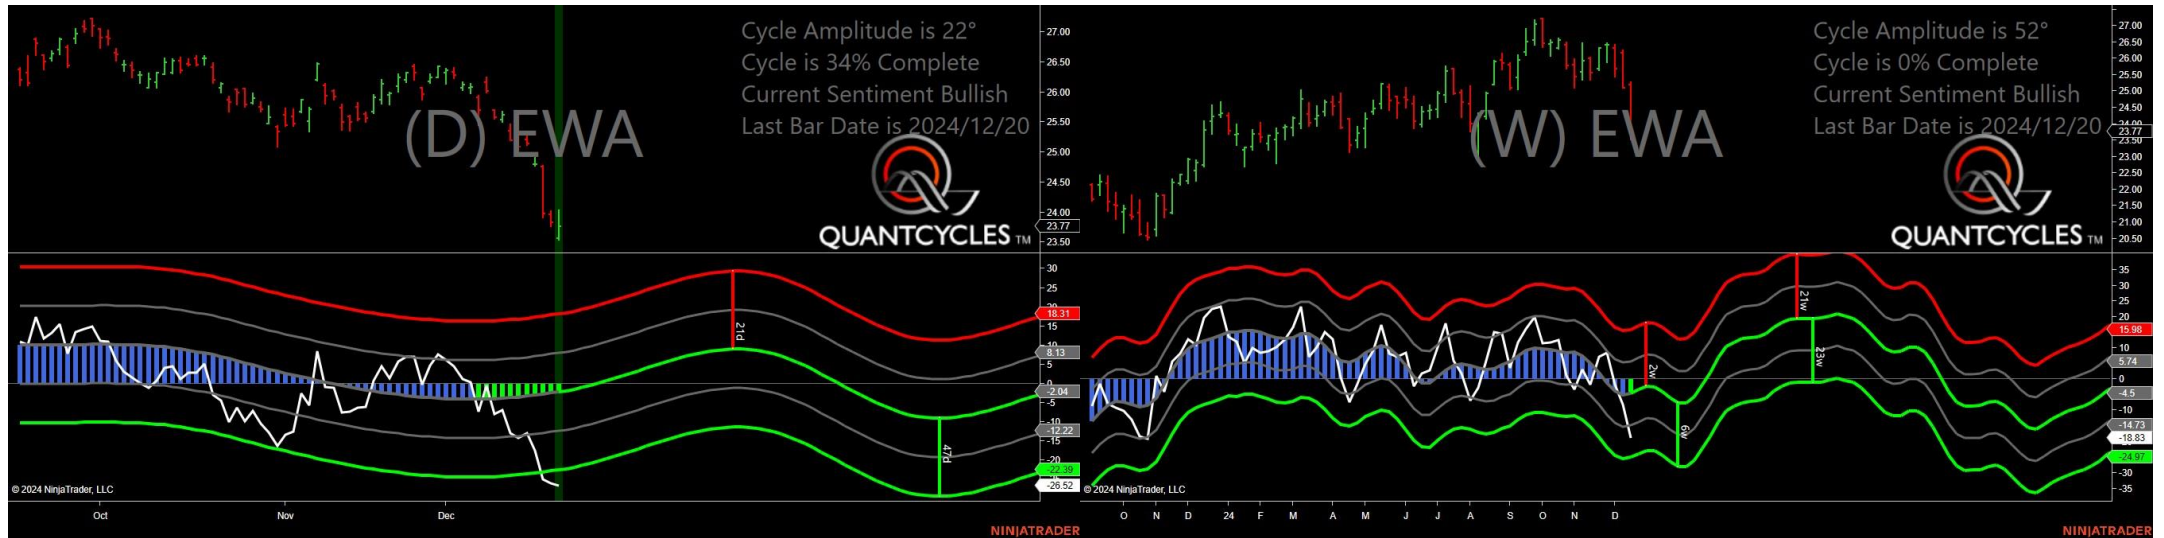 Cycle Amplitude is 22°
Cycle is 34% Complete
Current Sentiment Bullish
Last Bar Date is 2024/12/20
(D) EWA
QUANTCYCLES TM
27.00
26.50
26.00
25.50
25.00
24.50
24.00
23.77
23.50
30
25
18.31
15
10
8.13
5
0
-2.04
-5
-10
-12.22
-15
-20
-22.39
-26.52
21d
47d
© 2024 NinjaTrader, LLC
Oct Nov Dec
NINJATRADER
Cycle Amplitude is 52°
Cycle is 0% Complete
Current Sentiment Bullish
Last Bar Date is 2024/12/20
(W) EWA
QUANTCYCLES TM
27.00
26.50
26.00
25.50
25.00
24.50
23.77
23.50
23.00
22.50
22.00
21.50
21.00
20.50
35
30
25
20
15.98
10
5.74
0
-4.5
-10
-14.73
-18.83
-24.97
-30
-35
2w
6w
21w
23w
© 2024 NinjaTrader, LLC
O N D 24 F M A M J J A S O N D
NINJATRADER